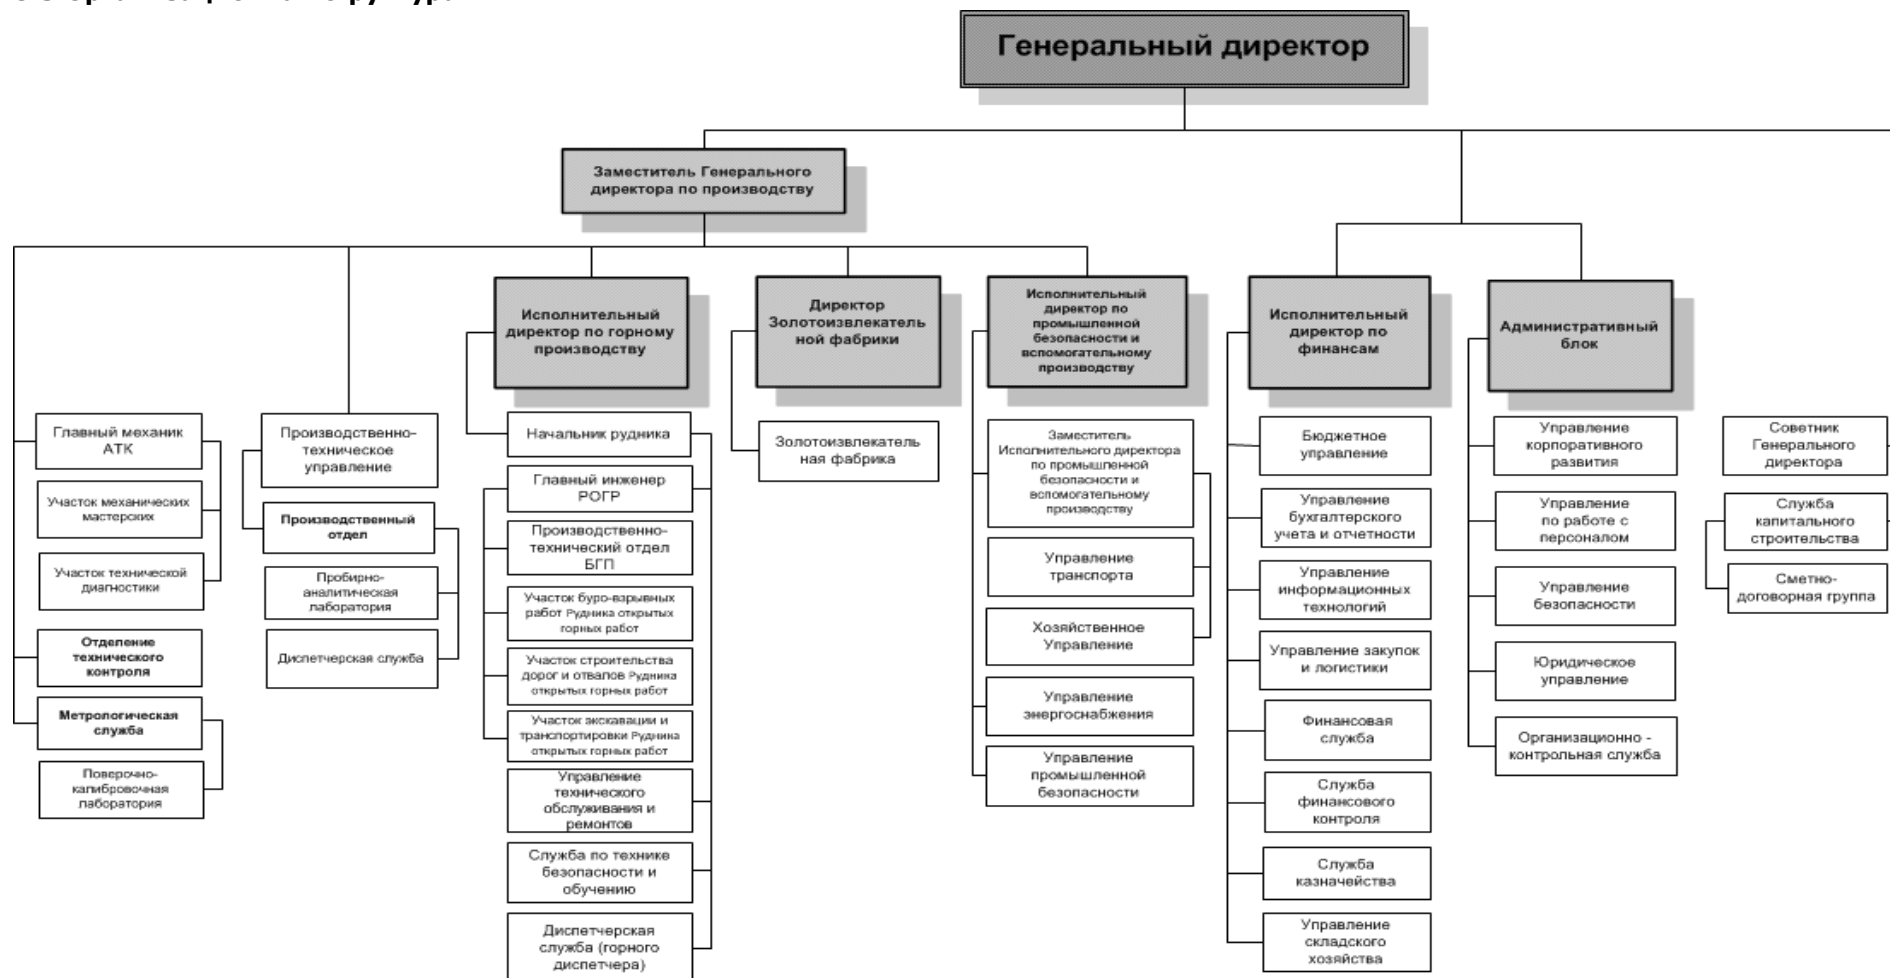 Генеральный директор
Заместитель Генерального
директора по производству
Исполнительный
директор по горному
производству
Директор
Золотоизвлекатель
ной фабрики
Исполнительный
директор по
промышленной
безопасности и
вспомогательному
производству
Исполнительный
директор по
финансам
Административный
блок
Главный механик
АТК
Участок механических
мастерских
Участок технической
диагностики
Отделение
технического
контроля
Метрологическая
служба
Поверочно-
калибровочная
лаборатория
Производственно-
техническое
управление
Производственный
отдел
Пробирно-
аналитическая
лаборатория
Диспетчерская служба
Начальник рудника
Главный инженер
РОГР
Производственно-
технический отдел
БГП
Участок буро-взрывных
работ Рудника открытых
горных работ
Участок строительства
дорог и отвалов Рудника
открытых горных работ
Участок экскавации и
транспортировки Рудника
открытых горных работ
Управление
технического
обслуживания и
ремонтов
Служба по технике
безопасности и
обучению
Диспетчерская
служба (горного
диспетчера)
Золотоизвлекатель
ная фабрика
Заместитель
Исполнительного директора
по промышленной
безопасности и
вспомогательному
производству
Управление
транспорта
Хозяйственное
Управление
Управление
энергоснабжения
Управление
промышленной
безопасности
Бюджетное
управление
Управление
бухгалтерского
учета и отчетности
Управление
информационных
технологий
Управление закупок
и логистики
Финансовая
служба
Служба
финансового
контроля
Служба
казначейства
Управление
складского
хозяйства
Управление
корпоративного
развития
Управление
по работе с
персоналом
Управление
безопасности
Юридическое
управление
Организационно -
контрольная служба
Советник
Генерального
директора
Служба
капитального
строительства
Сметно-
договорная группа